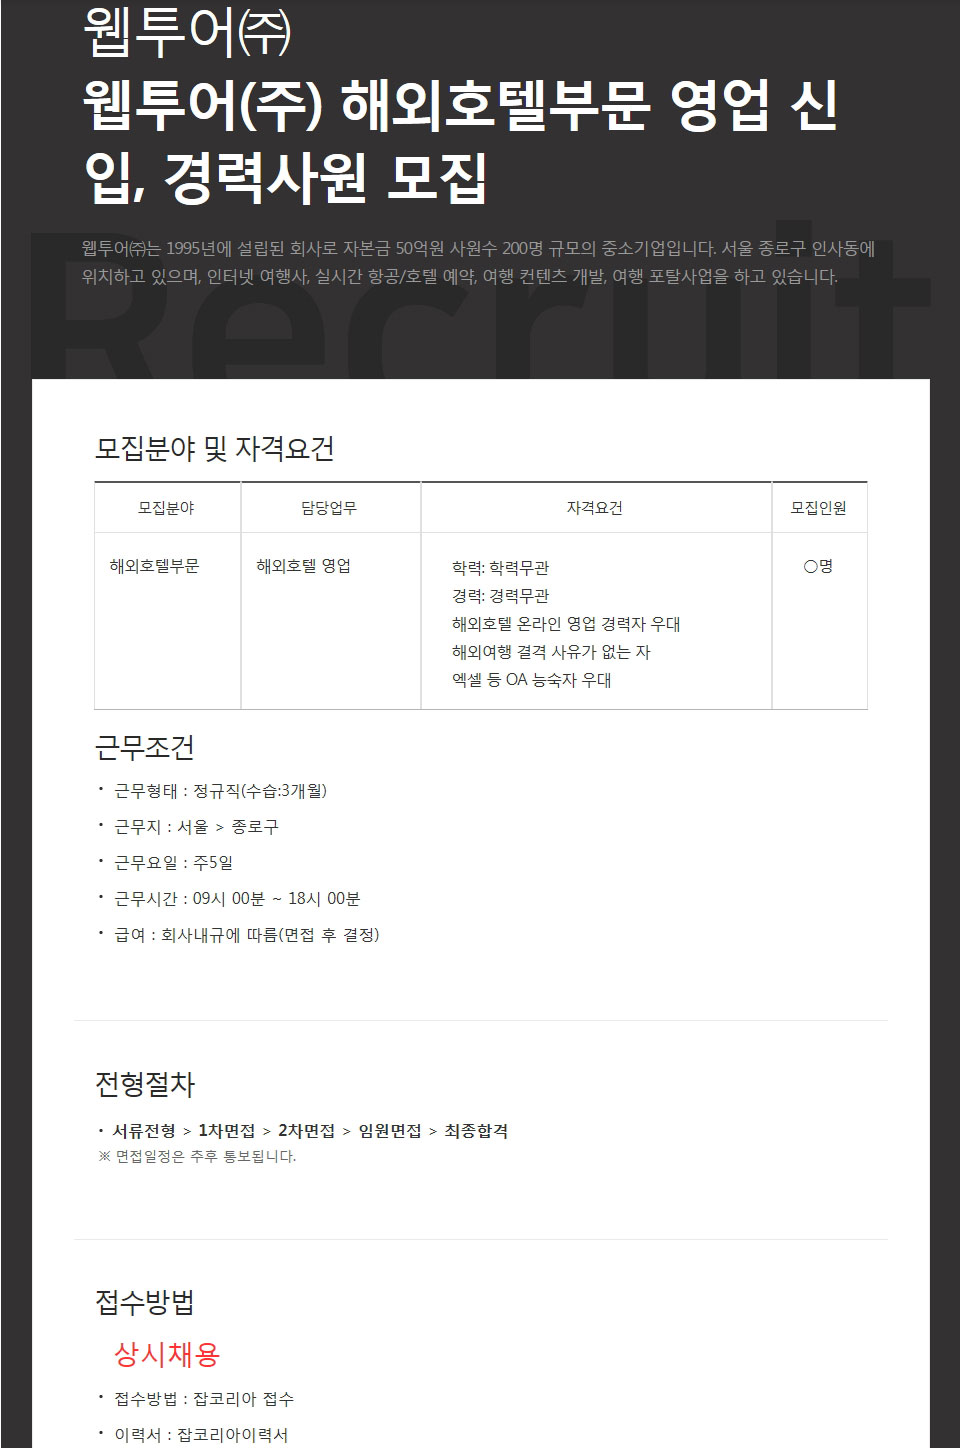 웹투어㈜
웹투어(주) 해외호텔부문 영업 신
입, 경력사원 모집
Recruit
웹투어㈜는 1995년에 설립된 회사로 자본금 50억원 사원수 200명 규모의 중소기업입니다. 서울 종로구 인사동에
위치하고 있으며, 인터넷 여행사, 실시간 항공/호텔 예약, 여행 컨텐츠 개발, 여행 포탈사업을 하고 있습니다.
모집분야 및 자격요건
모집분야 담당업무 자격요건 모집인원
해외호텔부문 해외호텔 영업 학력: 학력무관 ○명
경력: 경력무관
해외호텔 온라인 영업 경력자 우대
해외여행 결격 사유가 없는 자
엑셀 등 OA 능숙자 우대
근무조건
· 근무형태 : 정규직(수습:3개월)
· 근무지 : 서울 > 종로구
· 근무요일 : 주5일
· 근무시간 : 09시 00분 ~ 18시 00분
· 급여 : 회사내규에 따름(면접 후 결정)
전형절차
· 서류전형 > 1차면접 > 2차면접 > 임원면접 > 최종합격
※ 면접일정은 추후 통보됩니다.
접수방법
상시채용
· 접수방법 : 잡코리아 접수
· 이력서 : 잡코리아이력서